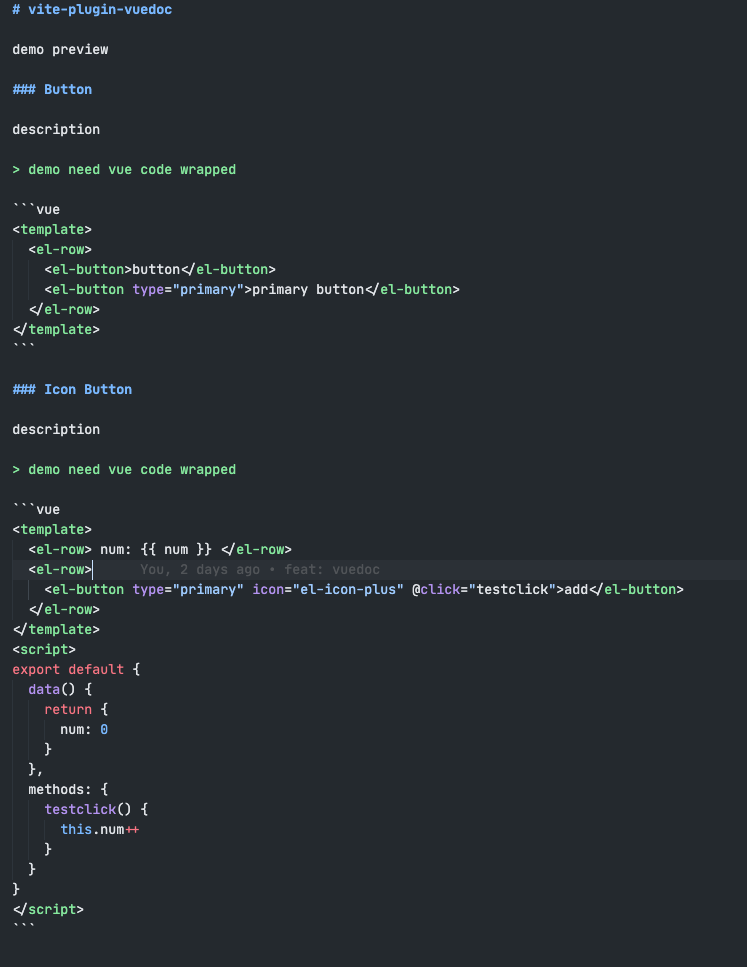 # vite-plugin-vuedoc
demo preview
### Button
description
> demo need vue code wrapped
```vue
<template>
  <el-row>
    <el-button>button</el-button>
    <el-button type="primary">primary button</el-button>
  </el-row>
</template>
```
### Icon Button
description
> demo need vue code wrapped
```vue
<template>
  <el-row> num: {{ num }} </el-row>
  <el-row>      You, 2 days ago • feat: vuedoc
    <el-button type="primary" icon="el-icon-plus" @click="testclick">add</el-button>
  </el-row>
</template>
<script>
export default {
  data() {
    return {
      num: 0
    }
  },
  methods: {
    testclick() {
      this.num++
    }
  }
}
</script>
```